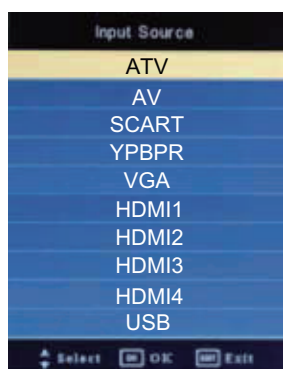 Input Source
ATV
AV
SCART
YPBPR
VGA
HDMI1
HDMI2
HDMI3
HDMI4
USB
Select OK Exit